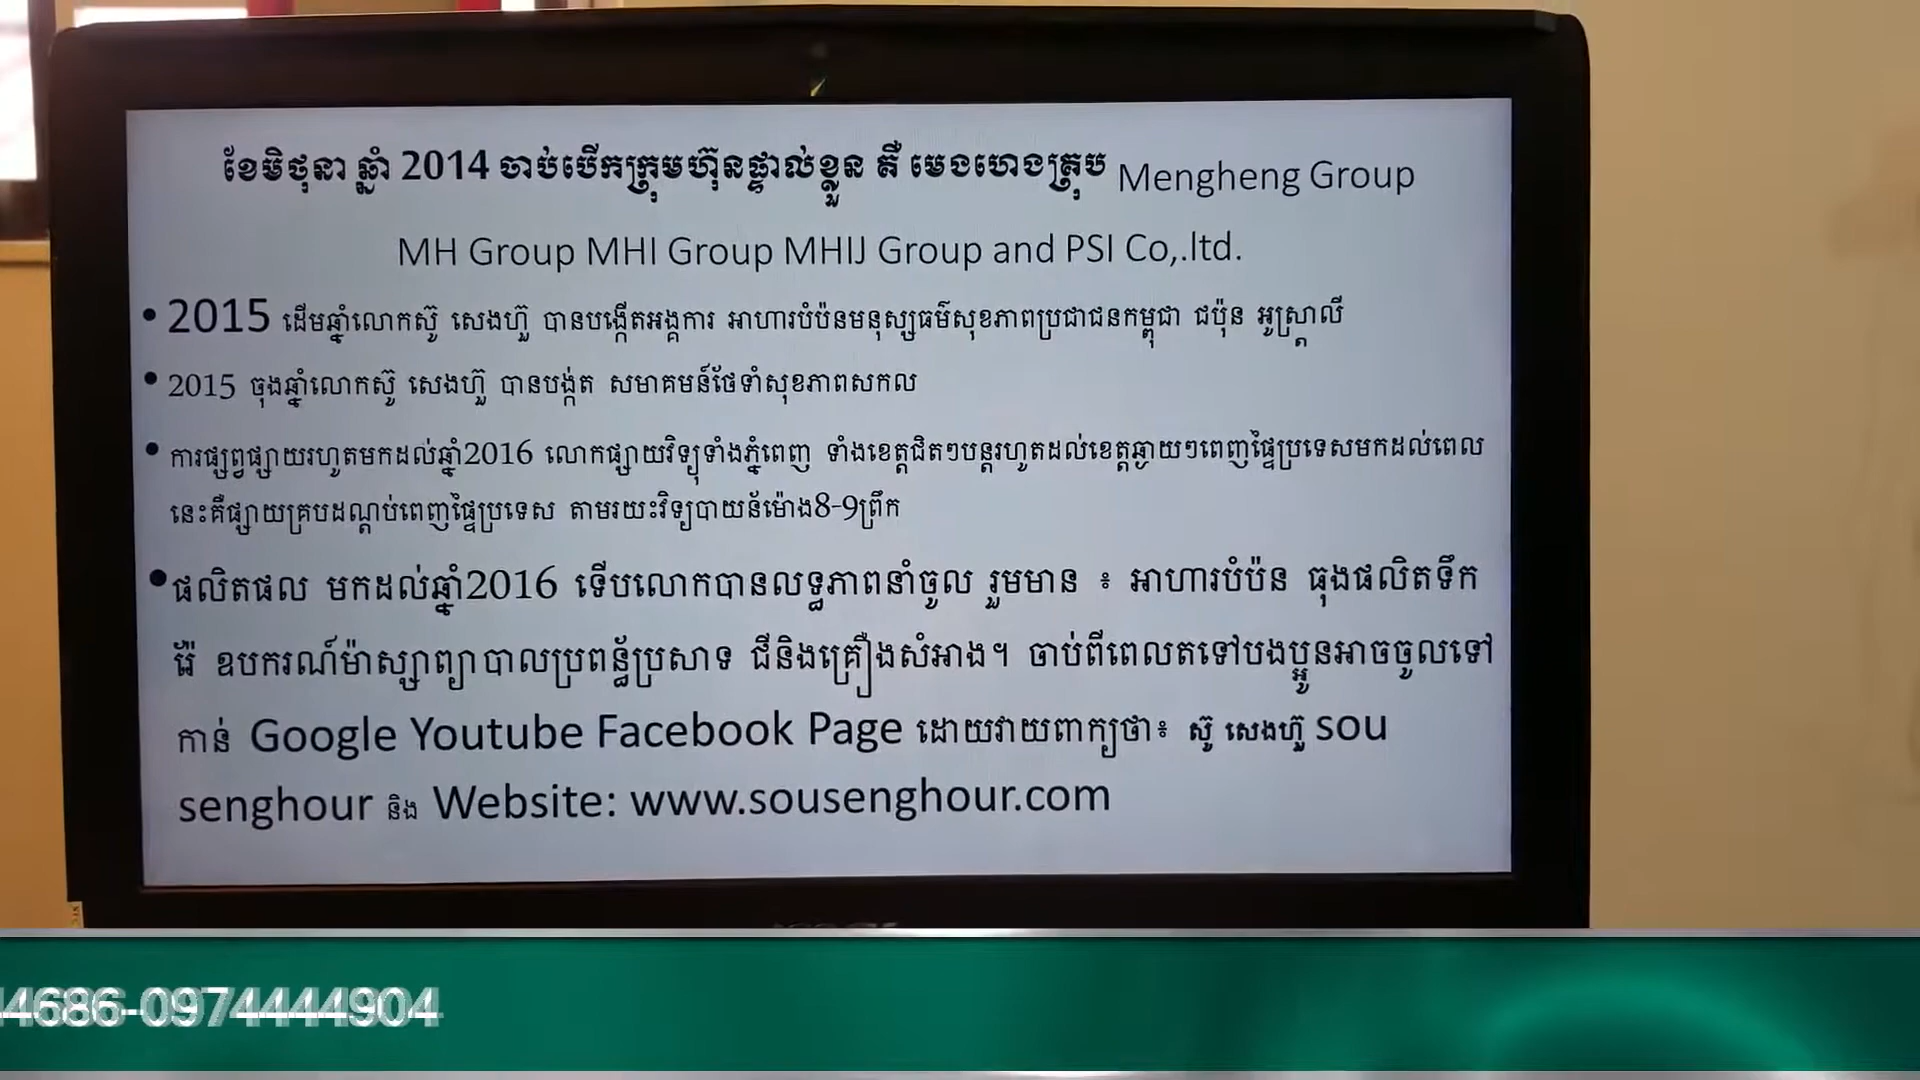 ខែមិថុនា ឆ្នាំ 2014 ចាប់បើកក្រុមហ៊ុនផ្ទាល់ខ្លួន គឺ មេងហេងគ្រុប Mengheng Group
MH Group MHI Group MHIJ Group and PSI Co,.ltd.
• 2015 ដើមឆ្នាំលោកស៊ូ សេងហ៊ួ បានបង្កើតអង្គការ អាហារបំប៉នមនុស្សធម៌សុខភាពប្រជាជនកម្ពុជា ជប៉ុន អូស្ត្រាលី
• 2015 ចុងឆ្នាំលោកស៊ូ សេងហ៊ួ បានបង្កំត សមាគមន៍ថែទាំសុខភាពសកល
• ការផ្សព្វផ្សាយរហូតមកដល់ឆ្នាំ2016 លោកផ្សាយវិទ្យុទាំងភ្នំពេញ ទាំងខេត្តជិតៗបន្តរហូតដល់ខេត្តឆ្ងាយៗពេញផ្ទៃប្រទេសមកដល់ពេល
នេះគឺផ្សាយគ្របដណ្តប់ពេញផ្ទៃប្រទេស តាមរយះវិទ្យបាយន័ម៉ោង8-9ព្រឹក
• ផលិតផល មកដល់ឆ្នាំ2016 ទើបលោកបានលទ្ធភាពនាំចូល រួមមាន ៖ អាហារបំប៉ន ធុងផលិតទឹក
រ៉ែ ឧបករណ៍ម៉ាស្សាព្យាបាលប្រពន្ធ័ប្រសាទ ជីនិងគ្រឿងសំអាង។ ចាប់ពីពេលតទៅបងប្អូនអាចចូលទៅ
កាន់ Google Youtube Facebook Page ដោយវាយពាក្យថា៖ ស៊ូ សេងហ៊ួ sou
senghour និង Website: www.sousenghour.com
4686-0974444904